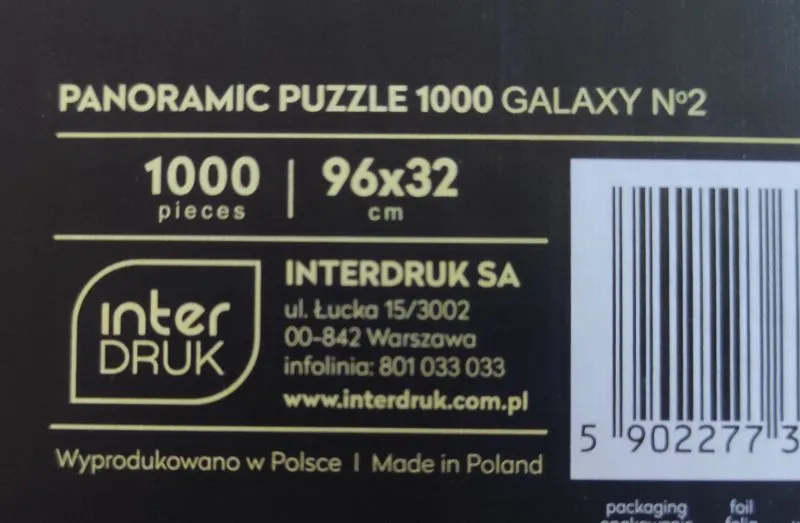 PANORAMIC PUZZLE 1000 GALAXY Nº2
1000 | 96x32
pieces cm
inter
DRUK
INTERDRUK SA
ul. Łucka 15/3002
00-842 Warszawa
infolinia: 801 033 033
www.interdruk.com.pl
Wyprodukowano w Polsce | Made in Poland
5 902277 3
packaging foil